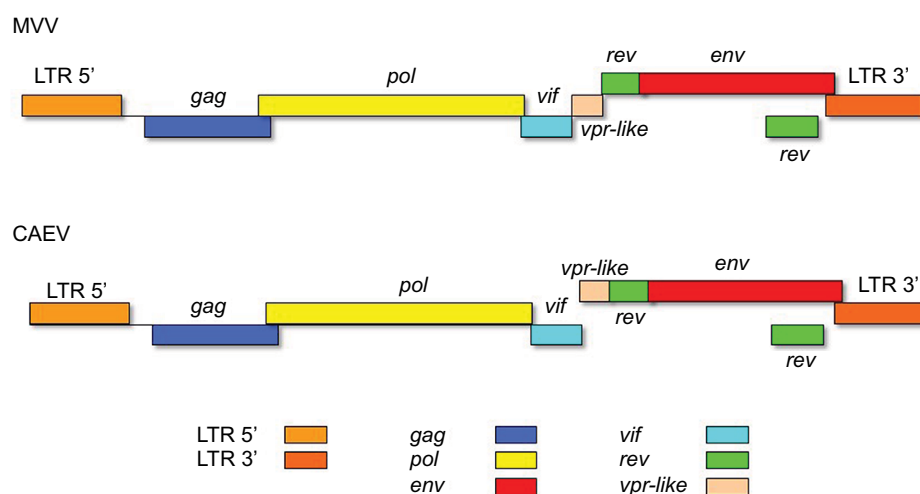 MVV
rev env
LTR 5' pol LTR 3'
gag vif
vpr-like
rev
CAEV
vpr-like env
LTR 5' pol LTR 3'
gag vif
rev
rev
LTR 5' gag vif
LTR 3' pol rev
env vpr-like